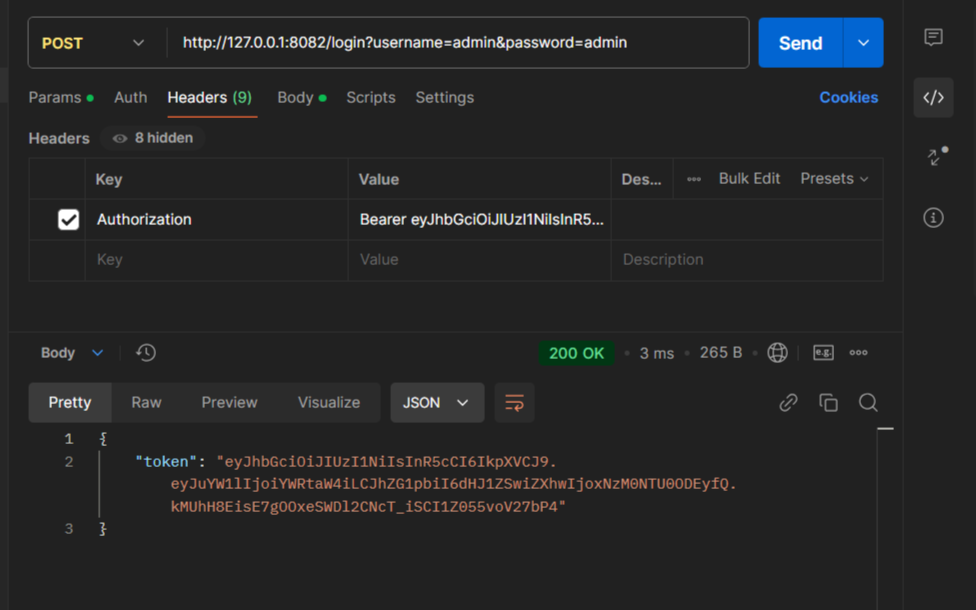 POST http://127.0.0.1:8082/login?username=admin&password=admin Send
Params Auth Headers (9) Body Scripts Settings Cookies
Headers 8 hidden
Key Value Des... Bulk Edit Presets
Authorization Bearer eyJhbGciOiJIUzI1NiIsInR5...
Key Value Description
Body 200 OK 3 ms 265 B e.g.
Pretty Raw Preview Visualize JSON
1 {
2 "token": "eyJhbGciOiJIUzI1NiIsInR5cCI6IkpXVCJ9.
eyJuYW1lIjoiYWRtaW4iLCJhZG1pbiI6dHJ1ZSwiZXhwIjoxNzM0NTU0ODEyfQ.
kMUhH8EisE7gOOxeSWDl2CNcT_iSCI1Z055voV27bP4"
3 }